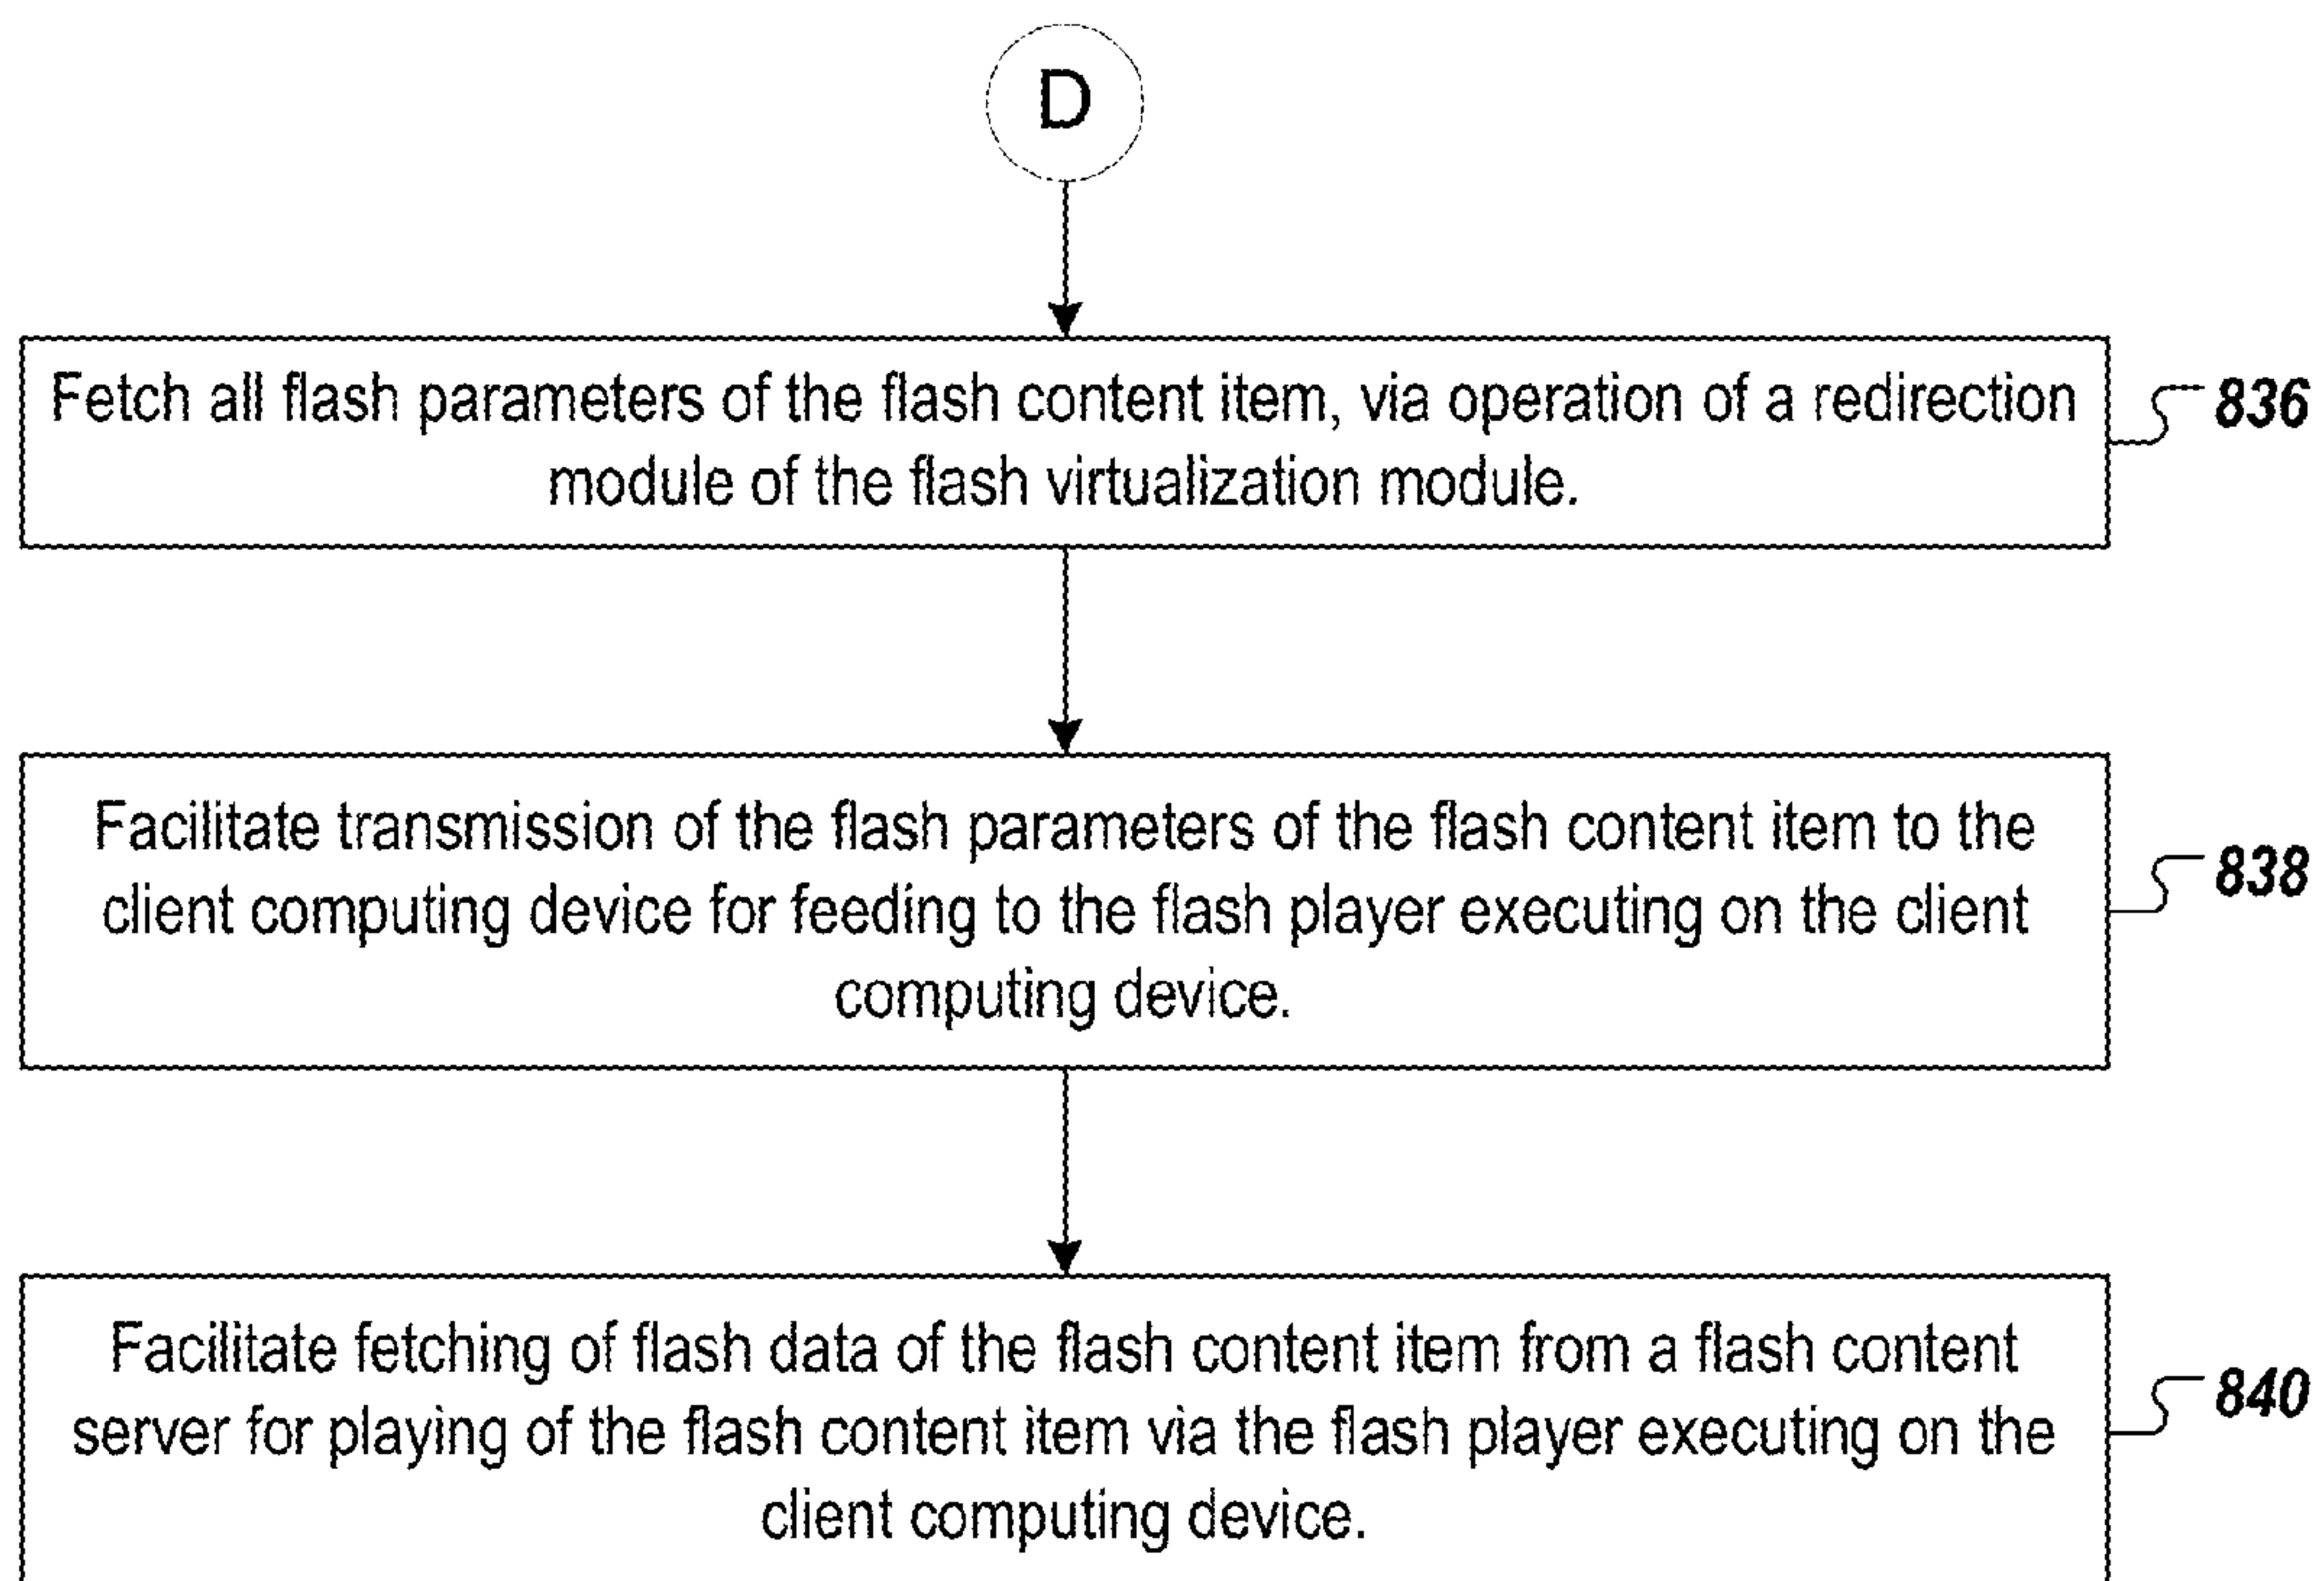 D
Fetch all flash parameters of the flash content item, via operation of a redirection
module of the flash virtualization module.
836
Facilitate transmission of the flash parameters of the flash content item to the
client computing device for feeding to the flash player executing on the client
computing device.
838
Facilitate fetching of flash data of the flash content item from a flash content
server for playing of the flash content item via the flash player executing on the
client computing device.
840